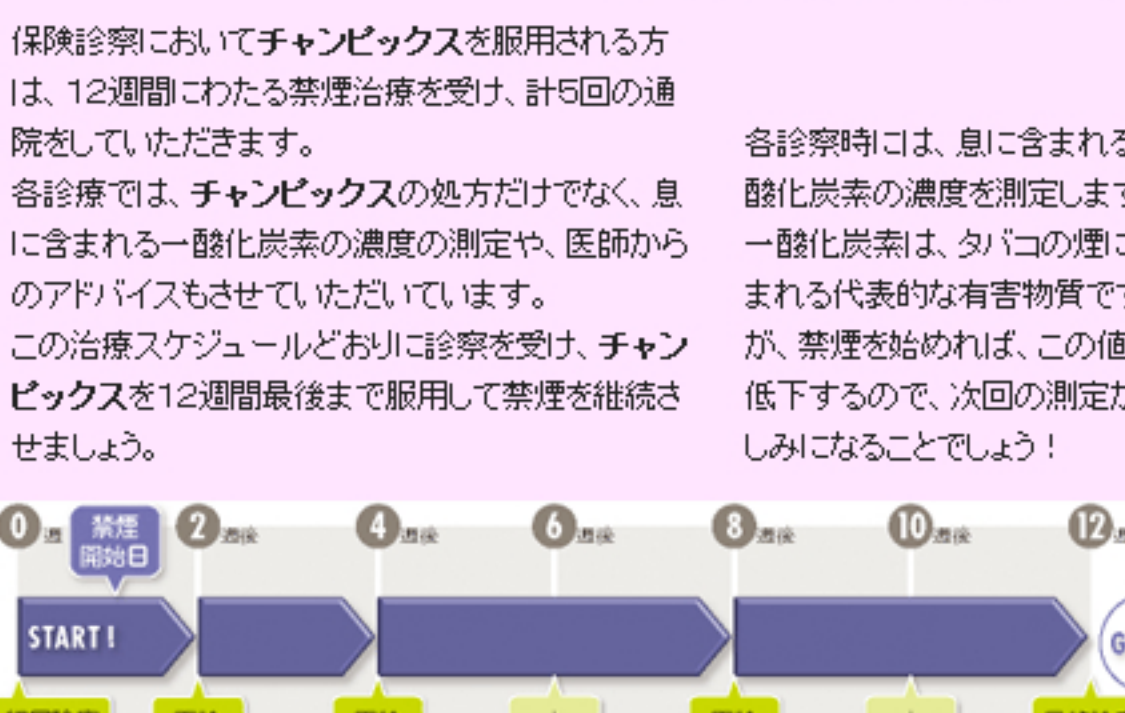 保険診察においてチャンピックスを服用される方
は、12週間にわたる禁煙治療を受け、計5回の通
院をしていただきます。
各診療では、チャンピックスの処方だけでなく、息
に含まれる一酸化炭素の濃度の測定や、医師から
のアドバイスもさせていただいています。
この治療スケジュールどおりに診察を受け、チャン
ピックスを12週間最後まで服用して禁煙を継続さ
せましょう。
各診察時には、息に含まれる
酸化炭素の濃度を測定します
一酸化炭素は、タバコの煙に
まれる代表的な有害物質です
が、禁煙を始めれば、この値
低下するので、次回の測定が
しみになることでしょう！
0週
禁煙
開始日
2週後
4週後
6週後
8週後
10週後
12週
START!
G